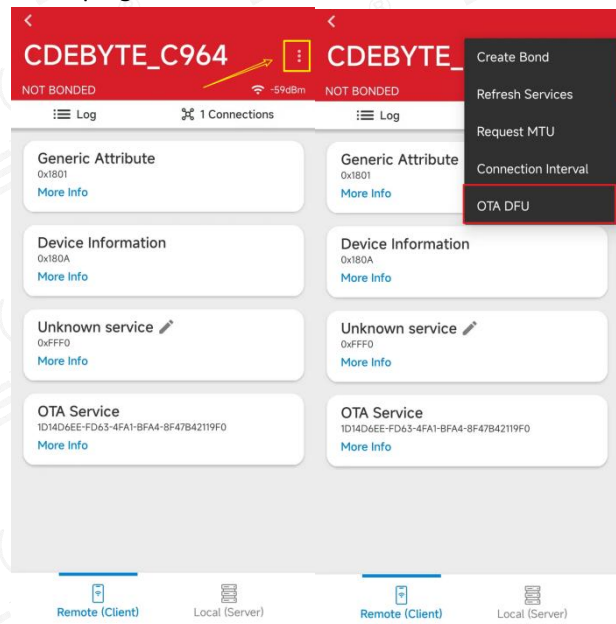 CDEBYTE_C964
NOT BONDED
-59dBm
Log
1 Connections
Generic Attribute
0x1801
More Info
Device Information
0x180A
More Info
Unknown service
0xFFF0
More Info
OTA Service
1D14D6EE-FD63-4FA1-BFA4-8F47B42119F0
More Info
Remote (Client)
Local (Server)
CDEBYTE_
NOT BONDED
Log
Create Bond
Refresh Services
Request MTU
Connection Interval
OTA DFU
Generic Attribute
0x1801
More Info
Device Information
0x180A
More Info
Unknown service
0xFFF0
More Info
OTA Service
1D14D6EE-FD63-4FA1-BFA4-8F47B42119F0
More Info
Remote (Client)
Local (Server)